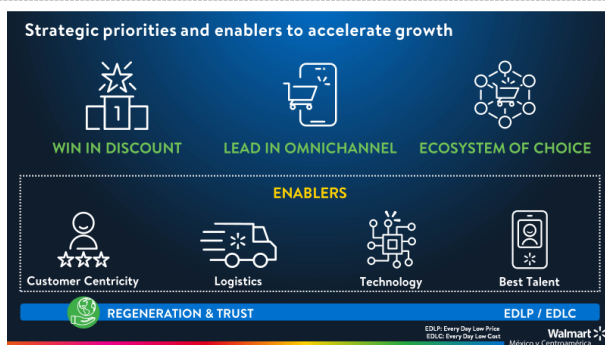 Strategic priorities and enablers to accelerate growth
1
WIN IN DISCOUNT
LEAD IN OMNICHANNEL
ECOSYSTEM OF CHOICE
ENABLERS
Customer Centricity
Logistics
Technology
Best Talent
REGENERATION & TRUST
EDLP / EDLC
EDLP: Every Day Low Price
EDLC: Every Day Low Cost
Walmart
México y Centroamérica